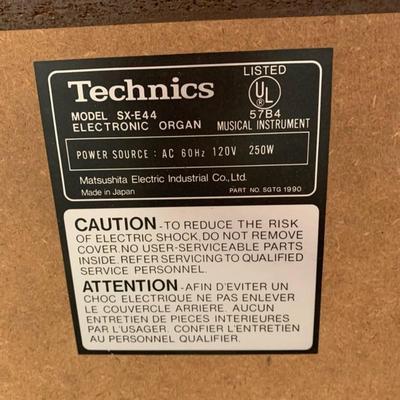 Technics
LISTED
UL
®
57B4
MODEL SX-E44
ELECTRONIC ORGAN
MUSICAL INSTRUMENT
POWER SOURCE : AC 60Hz 120V 250W
Matsushita Electric Industrial Co., Ltd.
Made in Japan
PART NO. SGTG 1990
CAUTION - TO REDUCE THE RISK
OF ELECTRIC SHOCK, DO NOT REMOVE
COVER. NO USER-SERVICEABLE PARTS
INSIDE. REFER SERVICING TO QUALIFIED
SERVICE PERSONNEL.
ATTENTION - AFIN D'EVITER UN
CHOC ELECTRIQUE NE PAS ENLEVER
LE COUVERCLE ARRIERE. AUCUN
ENTRETIEN DE PIECES INTERIEURES
PAR L'USAGER. CONFIER L'ENTRETIEN
AU PERSONNEL QUALIFIE.